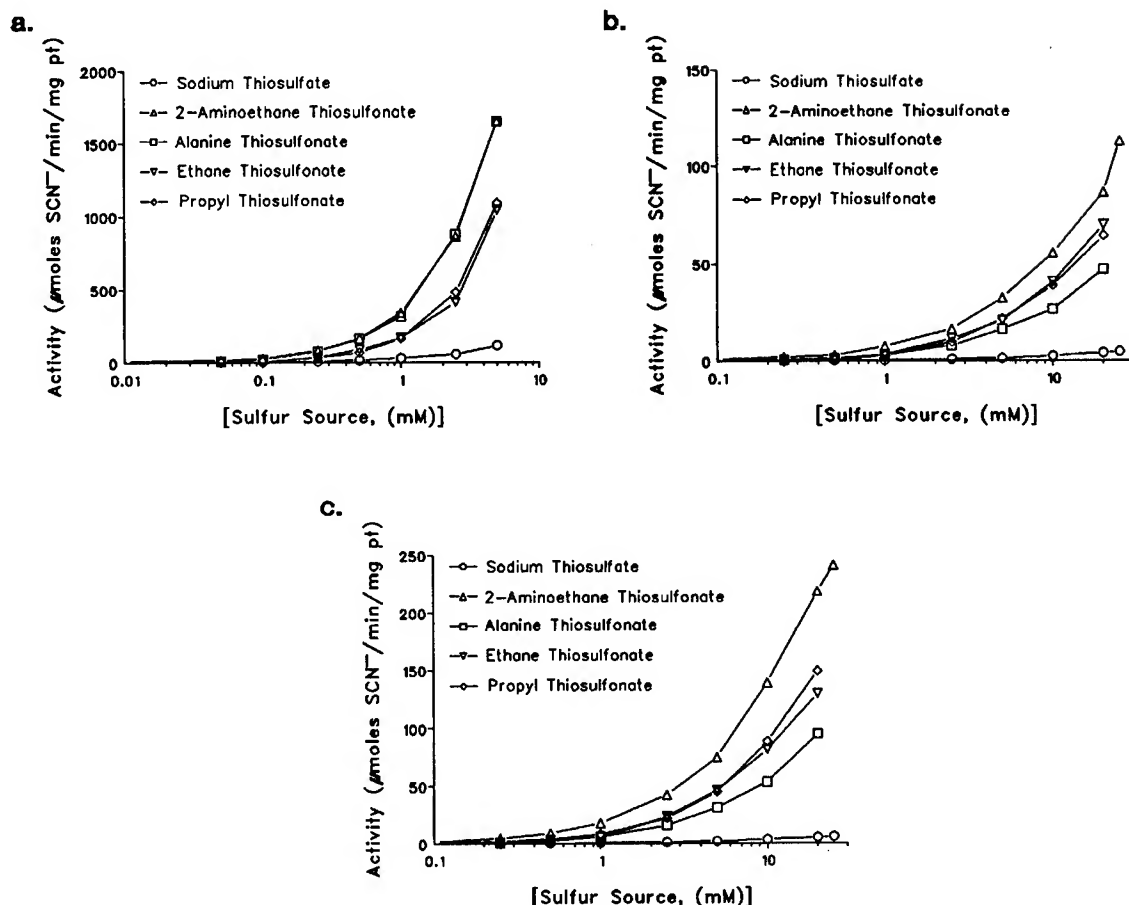 a.
Activity (µmoles SCN⁻/min/mg pt)
2000
1500
1000
500
0
Sodium Thiosulfate
2-Aminoethane Thiosulfonate
Alanine Thiosulfonate
Ethane Thiosulfonate
Propyl Thiosulfonate
0.01
0.1
1
10
[Sulfur Source, (mM)]
b.
Activity (µmoles SCN⁻/min/mg pt)
150
100
50
0
Sodium Thiosulfate
2-Aminoethane Thiosulfonate
Alanine Thiosulfonate
Ethane Thiosulfonate
Propyl Thiosulfonate
0.1
1
10
[Sulfur Source, (mM)]
c.
Activity (µmoles SCN⁻/min/mg pt)
250
200
150
100
50
0
Sodium Thiosulfate
2-Aminoethane Thiosulfonate
Alanine Thiosulfonate
Ethane Thiosulfonate
Propyl Thiosulfonate
0.1
1
10
[Sulfur Source, (mM)]